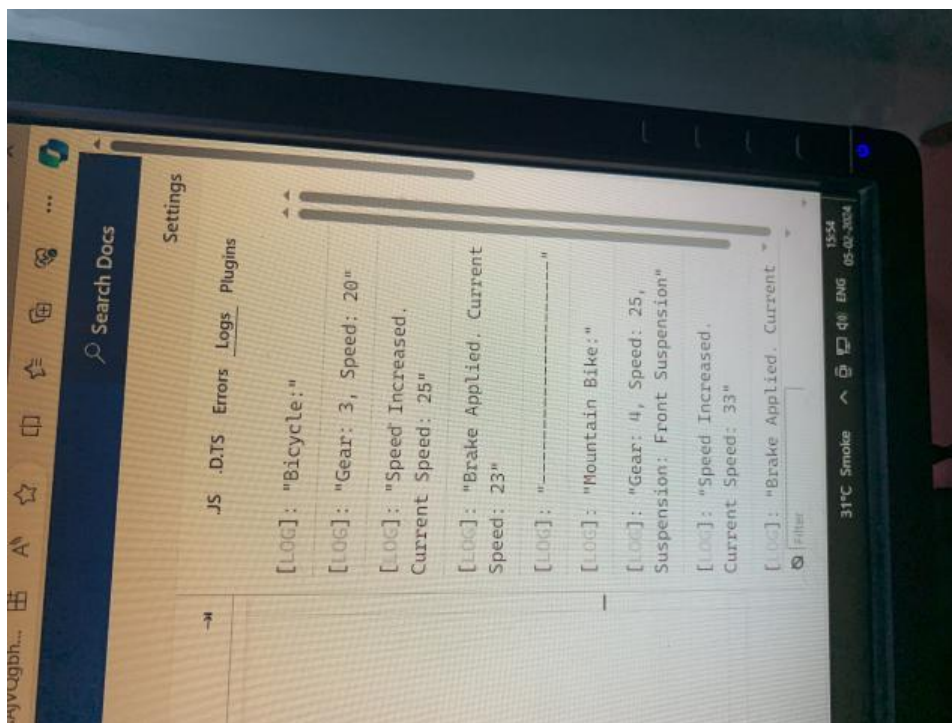 Search Docs
Settings
.JS .D.TS Errors Logs Plugins
[LOG]: "Bicycle:"
[LOG]: "Gear: 3, Speed: 20"
[LOG]: "Speed Increased.
Current Speed: 25"
[LOG]: "Brake Applied. Current
Speed: 23"
[LOG]: "--------------------"
[LOG]: "Mountain Bike:"
[LOG]: "Gear: 4, Speed: 25,
Suspension: Front Suspension"
[LOG]: "Speed Increased.
Current Speed: 33"
[LOG]: "Brake Applied. Current
Filter
31°C Smoke ENG 15:54
05-02-2024